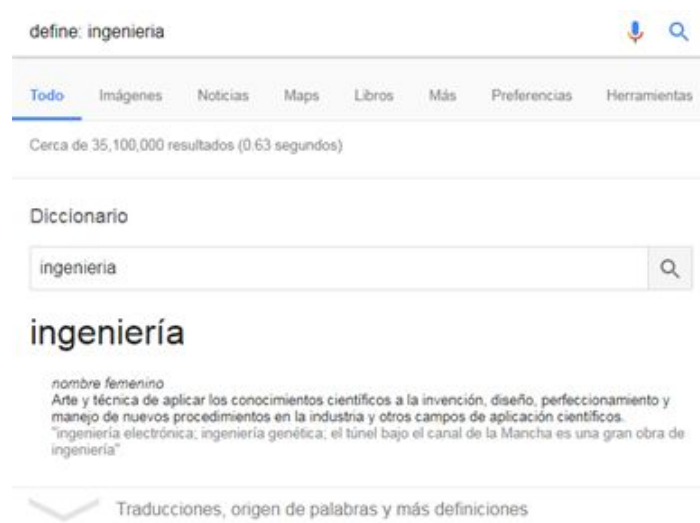 define: ingenieria
Todo Imágenes Noticias Maps Libros Más Preferencias Herramientas
Cerca de 35,100,000 resultados (0.63 segundos)
Diccionario
ingenieria
ingeniería
nombre femenino
Arte y técnica de aplicar los conocimientos científicos a la invención, diseño, perfeccionamiento y
manejo de nuevos procedimientos en la industria y otros campos de aplicación científicos.
"ingeniería electrónica; ingeniería genética; el túnel bajo el canal de la Mancha es una gran obra de
ingeniería"
Traducciones, origen de palabras y más definiciones